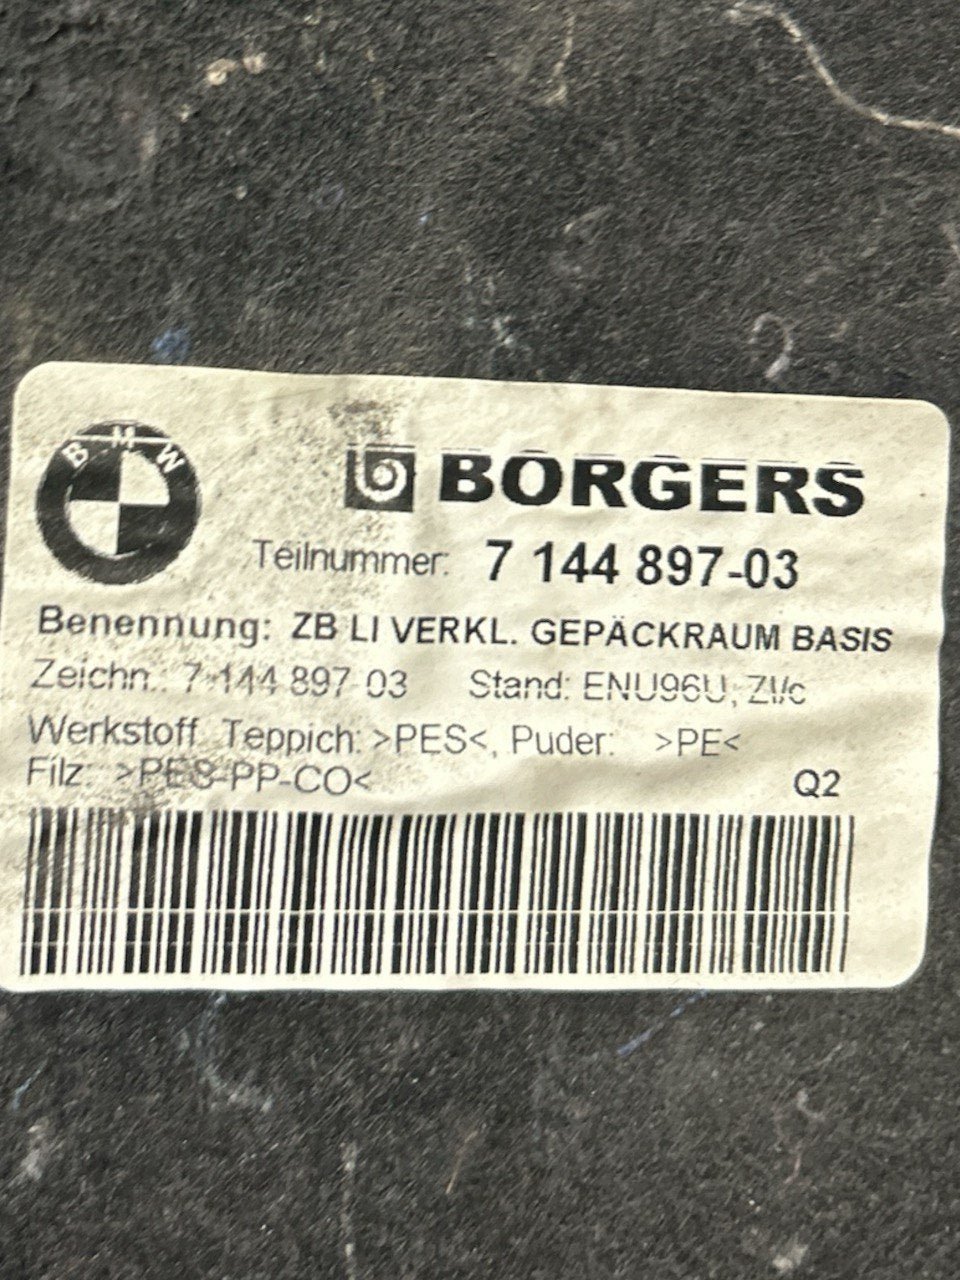 BMW
BORGERS
Teilnummer: 7 144 897-03
Benennung: ZB LI VERKL. GEPÄCKRAUM BASIS
Zeichn.: 7 144 897 03 Stand: ENU96U, ZI/c
Werkstoff Teppich: >PES<, Puder: >PE<
Filz: >PES-PP-CO<
Q2